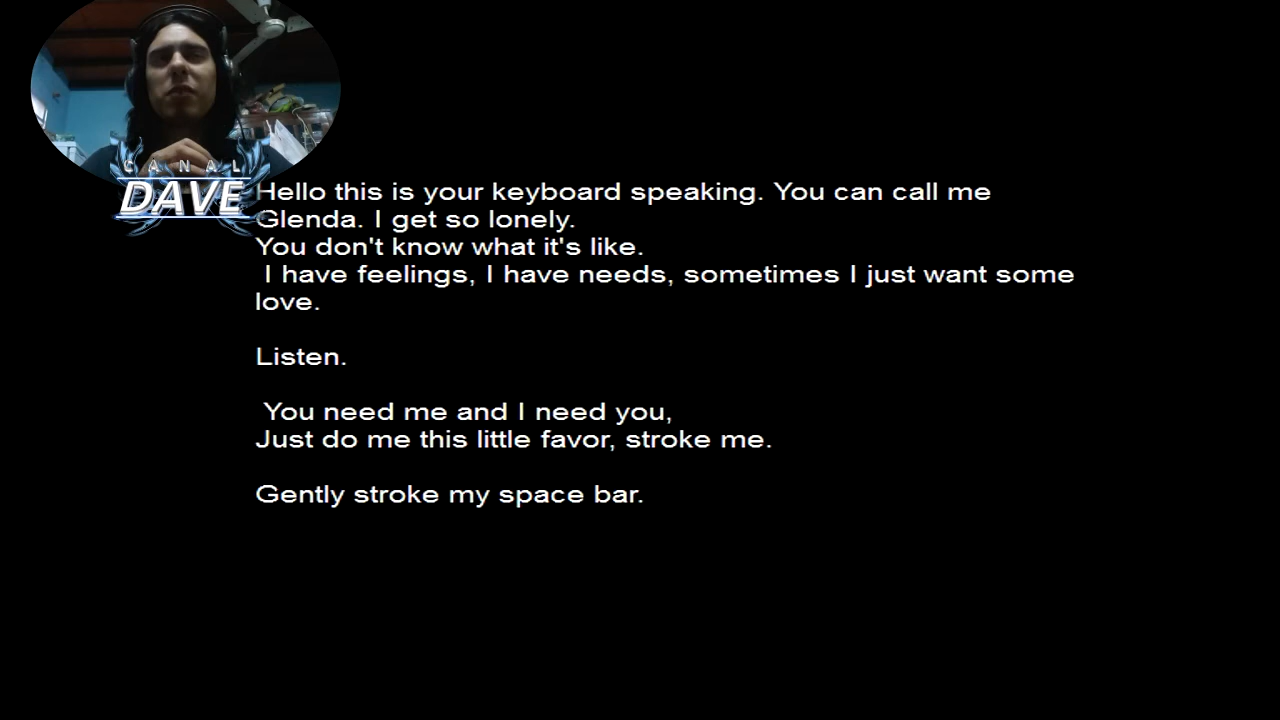 CANAL
DAVE
Hello this is your keyboard speaking. You can call me
Glenda. I get so lonely.
You don't know what it's like.
I have feelings, I have needs, sometimes I just want some
love.
Listen.
You need me and I need you,
Just do me this little favor, stroke me.
Gently stroke my space bar.